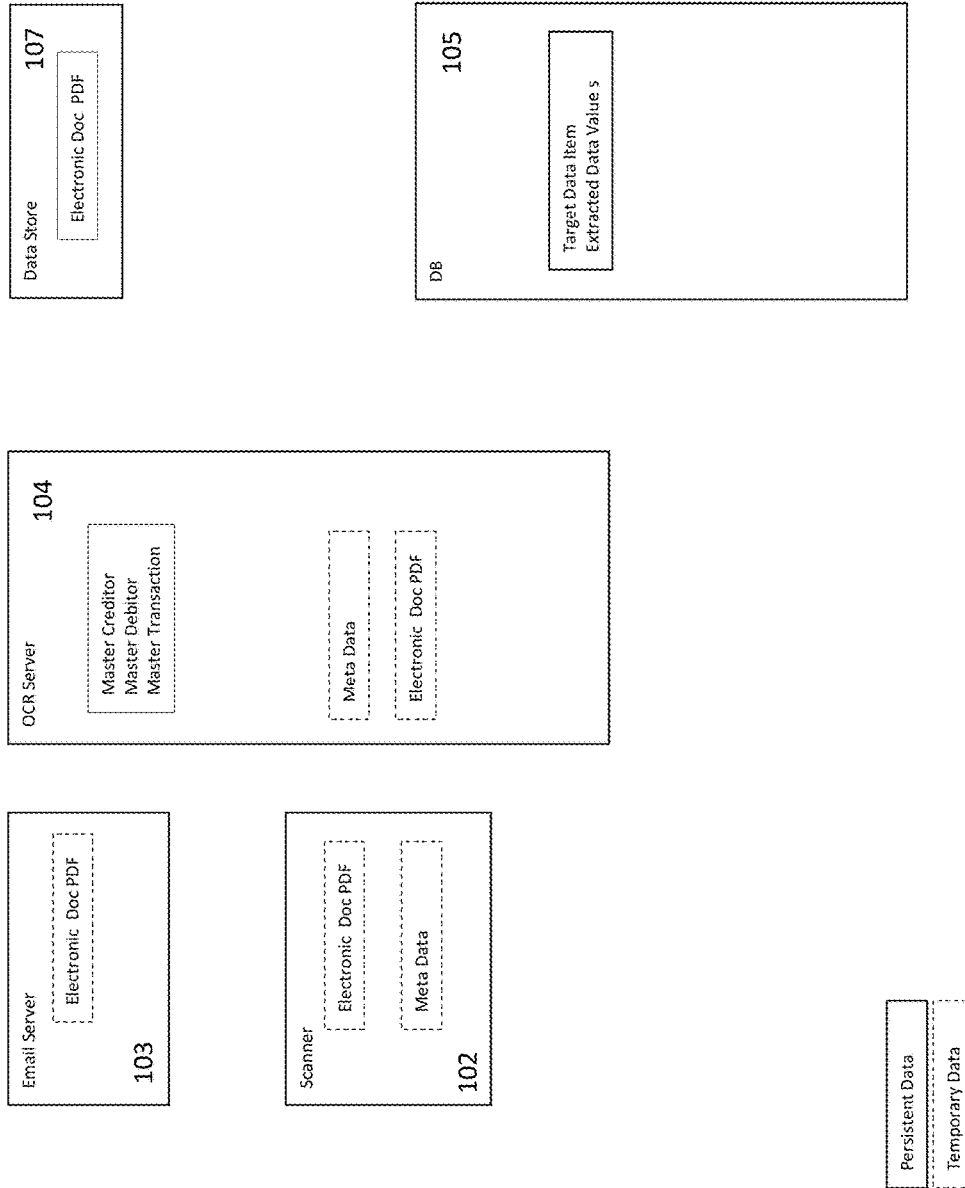 Email Server
Electronic Doc PDF
103
Scanner
Electronic Doc PDF
Meta Data
102
OCR Server
104
Master Creditor
Master Debitor
Master Transaction
Meta Data
Electronic Doc PDF
Data Store
107
Electronic Doc PDF
DB
105
Target Data Item
Extracted Data Value s
Persistent Data
Temporary Data